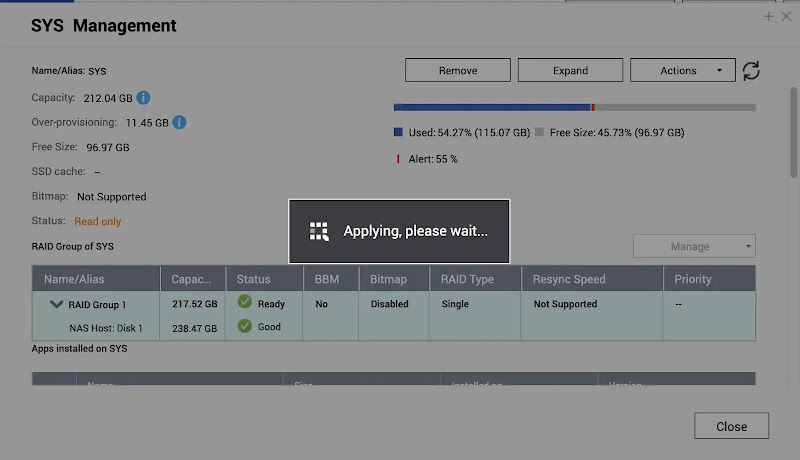 SYS Management
Name/Alias: SYS
Remove Expand Actions
Capacity: 212.04 GB
Over-provisioning: 11.45 GB
Used: 54.27% (115.07 GB) Free Size: 45.73% (96.97 GB)
Free Size: 96.97 GB
Alert: 55 %
SSD cache: --
Bitmap: Not Supported
Status: Read only
Applying, please wait...
RAID Group of SYS
Manage
Name/Alias Capac... Status BBM Bitmap RAID Type Resync Speed Priority
RAID Group 1 217.52 GB Ready No Disabled Single Not Supported --
NAS Host: Disk 1 238.47 GB Good
Apps installed on SYS
Name Size Installed on Version
Close